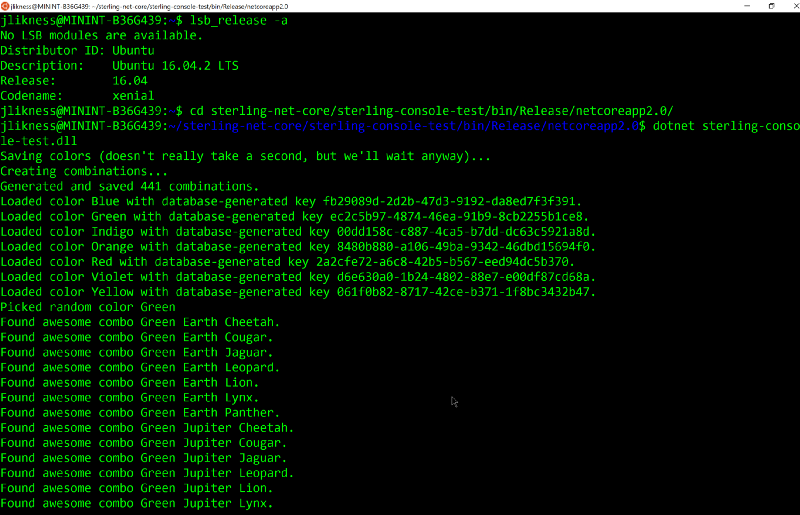 jlikness@MININT-B36G439: ~/sterling-net-core/sterling-console-test/bin/Release/netcoreapp2.0
jlikness@MININT-B36G439:~$ lsb_release -a
No LSB modules are available.
Distributor ID: Ubuntu
Description:    Ubuntu 16.04.2 LTS
Release:        16.04
Codename:       xenial
jlikness@MININT-B36G439:~$ cd sterling-net-core/sterling-console-test/bin/Release/netcoreapp2.0/
jlikness@MININT-B36G439:~/sterling-net-core/sterling-console-test/bin/Release/netcoreapp2.0$ dotnet sterling-conso
le-test.dll
Saving colors (doesn't really take a second, but we'll wait anyway)...
Creating combinations...
Generated and saved 441 combinations.
Loaded color Blue with database-generated key fb29089d-2d2b-47d3-9192-da8ed7f3f391.
Loaded color Green with database-generated key ec2c5b97-4874-46ea-91b9-8cb2255b1ce8.
Loaded color Indigo with database-generated key 00dd158c-c887-4ca5-b7dd-dc63c5921a8d.
Loaded color Orange with database-generated key 8480b880-a106-49ba-9342-46dbd15694f0.
Loaded color Red with database-generated key 2a2cfe72-a6c8-42b5-b567-eed94dc5b370.
Loaded color Violet with database-generated key d6e630a0-1b24-4802-88e7-e00df87cd68a.
Loaded color Yellow with database-generated key 061f0b82-8717-42ce-b371-1f8bc3432b47.
Picked random color Green
Found awesome combo Green Earth Cheetah.
Found awesome combo Green Earth Cougar.
Found awesome combo Green Earth Jaguar.
Found awesome combo Green Earth Leopard.
Found awesome combo Green Earth Lion.
Found awesome combo Green Earth Lynx.
Found awesome combo Green Earth Panther.
Found awesome combo Green Jupiter Cheetah.
Found awesome combo Green Jupiter Cougar.
Found awesome combo Green Jupiter Jaguar.
Found awesome combo Green Jupiter Leopard.
Found awesome combo Green Jupiter Lion.
Found awesome combo Green Jupiter Lynx.